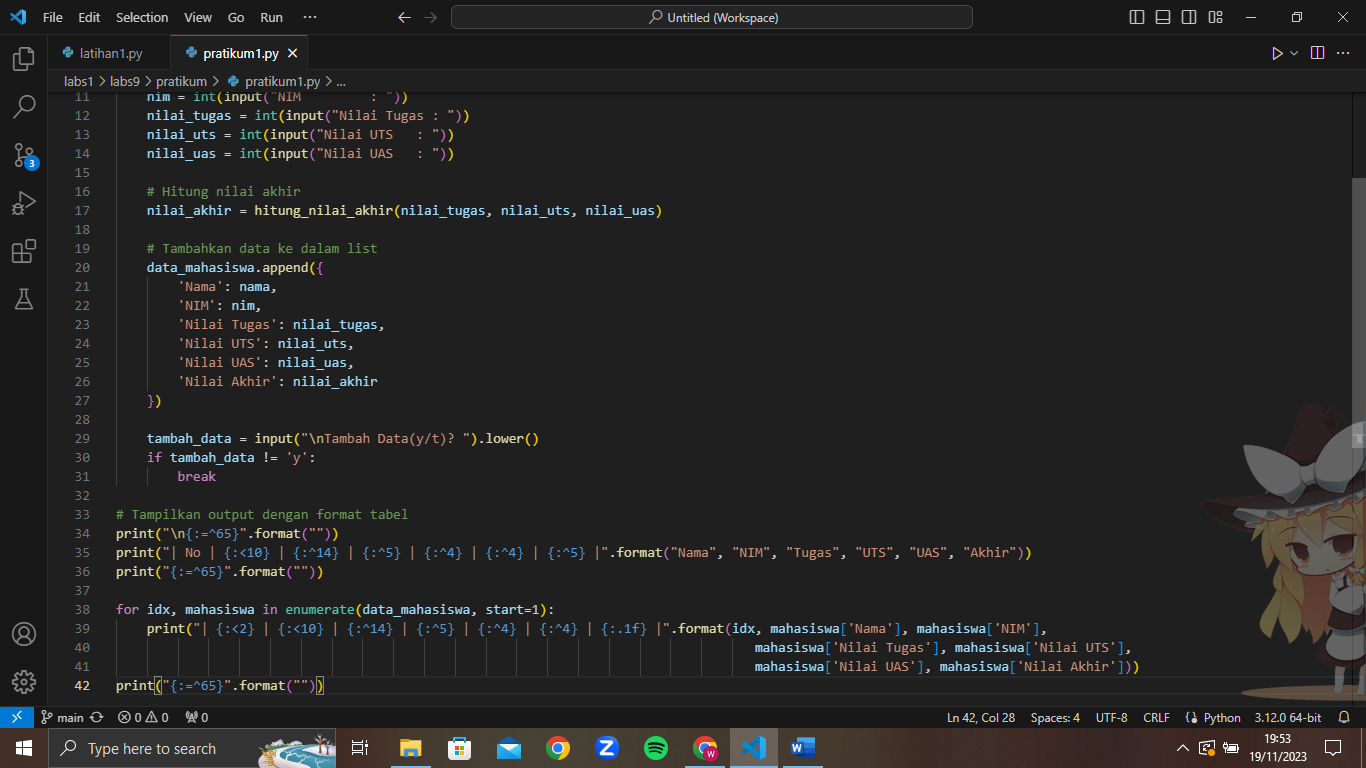 File Edit Selection View Go Run ··· Untitled (Workspace)
latihan1.py pratikum1.py
labs1 > labs9 > pratikum > pratikum1.py > ...
11 nim = int(input("NIM         : "))
12 nilai_tugas = int(input("Nilai Tugas : "))
13 nilai_uts = int(input("Nilai UTS   : "))
14 nilai_uas = int(input("Nilai UAS   : "))
15
16 # Hitung nilai akhir
17 nilai_akhir = hitung_nilai_akhir(nilai_tugas, nilai_uts, nilai_uas)
18
19 # Tambahkan data ke dalam list
20 data_mahasiswa.append({
21 'Nama': nama,
22 'NIM': nim,
23 'Nilai Tugas': nilai_tugas,
24 'Nilai UTS': nilai_uts,
25 'Nilai UAS': nilai_uas,
26 'Nilai Akhir': nilai_akhir
27 })
28
29 tambah_data = input("\nTambah Data(y/t)? ").lower()
30 if tambah_data != 'y':
31 break
32
33 # Tampilkan output dengan format tabel
34 print("\n{:=^65}".format(""))
35 print("| No | {:<10} | {:^14} | {:^5} | {:^4} | {:^4} | {:^5} |".format("Nama", "NIM", "Tugas", "UTS", "UAS", "Akhir"))
36 print("{:=^65}".format(""))
37
38 for idx, mahasiswa in enumerate(data_mahasiswa, start=1):
39 print("| {:<2} | {:<10} | {:^14} | {:^5} | {:^4} | {:^4} | {:.1f} |".format(idx, mahasiswa['Nama'], mahasiswa['NIM'],
40 mahasiswa['Nilai Tugas'], mahasiswa['Nilai UTS'],
41 mahasiswa['Nilai UAS'], mahasiswa['Nilai Akhir']))
42 print("{:=^65}".format(""))
3
main 0 0 0 Ln 42, Col 28 Spaces: 4 UTF-8 CRLF Python 3.12.0 64-bit
Type here to search
19:53
19/11/2023